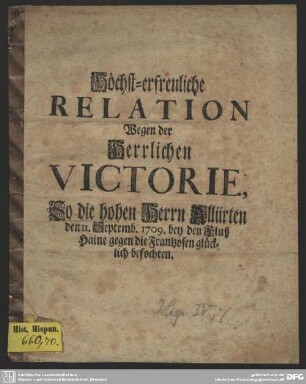 Höchst-erfreuliche
RELATION
Wegen der
Herrlichen
VICTORIE,
So die hohen Herrn Alliirten
den 11. Septemb. 1709. bey den Fluß
Haine gegen die Frantzosen glück-
lich befochten.
Hist. Hispan.
660,40.